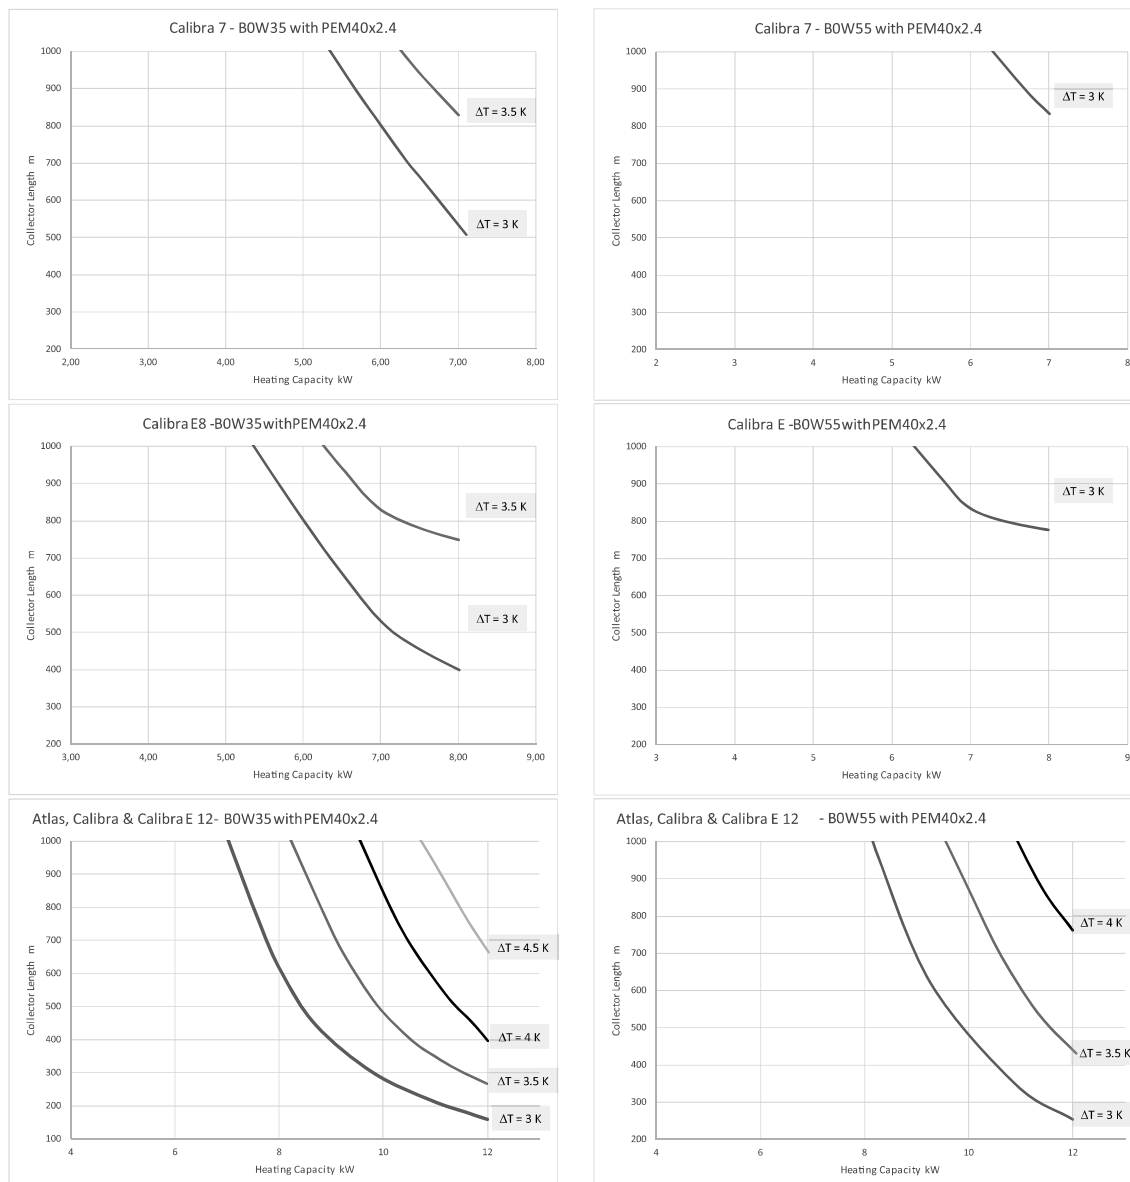 Calibra 7 - B0W35 with PEM40x2.4
1000
900
800
700
600
500
400
300
200
Collector Length m
ΔT = 3.5 K
ΔT = 3 K
2,00 3,00 4,00 5,00 6,00 7,00 8,00
Heating Capacity kW
Calibra 7 - B0W55 with PEM40x2.4
1000
900
800
700
600
500
400
300
200
Collector Length m
ΔT = 3 K
2 3 4 5 6 7 8
Heating Capacity kW
Calibra E8 -B0W35withPEM40x2.4
1000
900
800
700
600
500
400
300
200
Collector Length m
ΔT = 3.5 K
ΔT = 3 K
3,00 4,00 5,00 6,00 7,00 8,00 9,00
Heating Capacity kW
Calibra E -B0W55withPEM40x2.4
1000
900
800
700
600
500
400
300
200
Collector Length m
ΔT = 3 K
3 4 5 6 7 8 9
Heating Capacity kW
Atlas, Calibra & Calibra E 12- B0W35 with PEM40x2.4
1000
900
800
700
600
500
400
300
200
100
Collector Length m
ΔT = 4.5 K
ΔT = 4 K
ΔT = 3.5 K
ΔT = 3 K
4 6 8 10 12
Heating Capacity kW
Atlas, Calibra & Calibra E 12 - B0W55 with PEM40x2.4
1000
900
800
700
600
500
400
300
200
Collector Length m
ΔT = 4 K
ΔT = 3.5 K
ΔT = 3 K
4 6 8 10 12
Heating Capacity kW